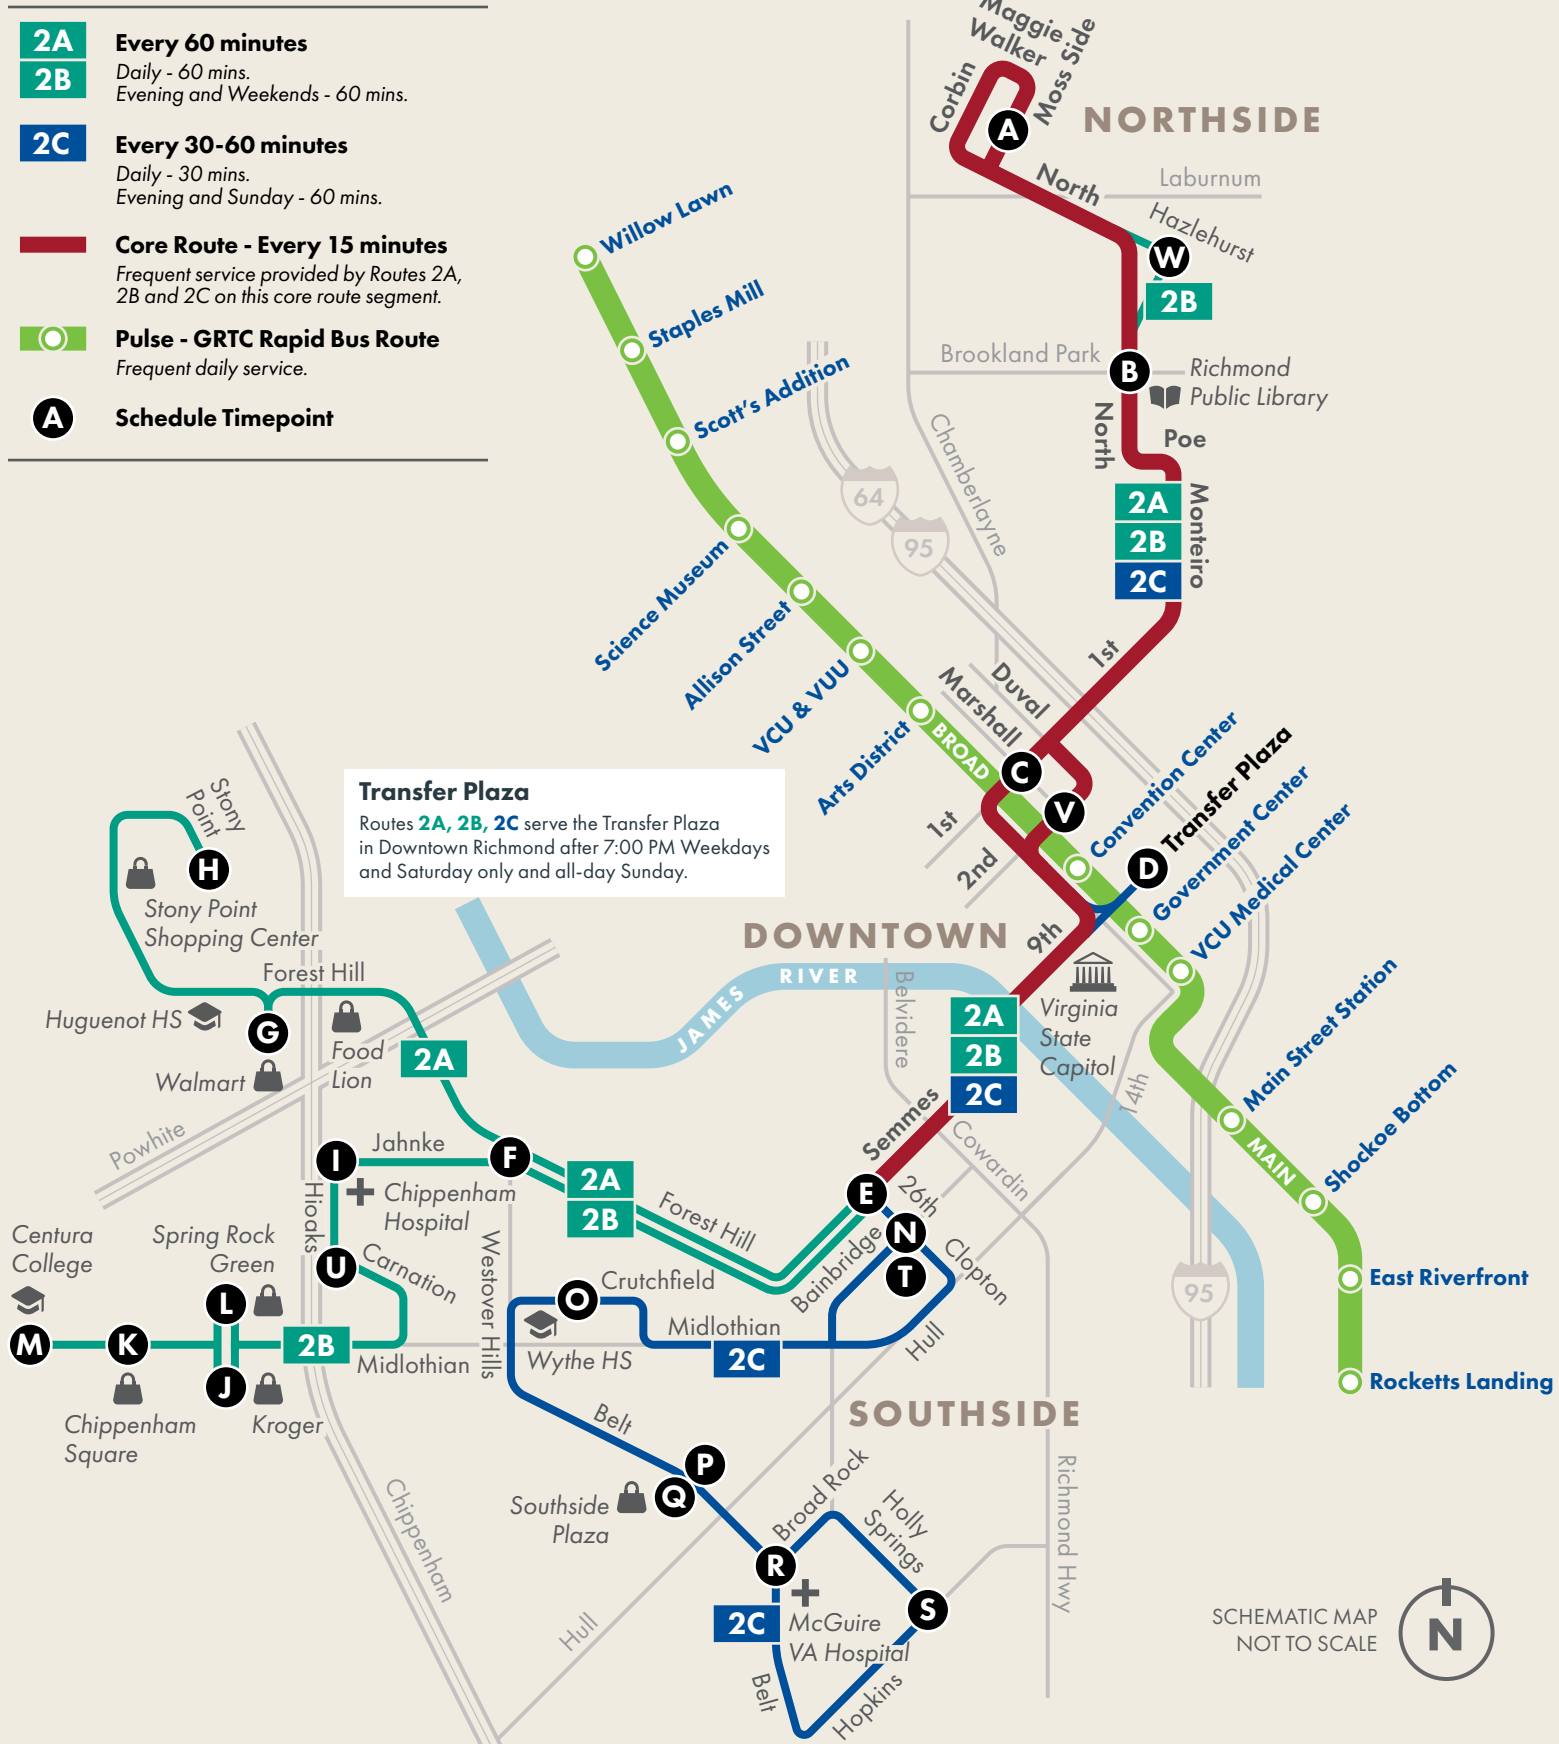 2A
2B
Every 60 minutes
Daily - 60 mins.
Evening and Weekends - 60 mins.
2C
Every 30-60 minutes
Daily - 30 mins.
Evening and Sunday - 60 mins.
Core Route - Every 15 minutes
Frequent service provided by Routes 2A,
2B and 2C on this core route segment.
Pulse - GRTC Rapid Bus Route
Frequent daily service.
A
Schedule Timepoint
Maggie
Walker
Corbin
Moss Side
A
NORTHSIDE
North
Laburnum
Hazlehurst
W
2B
Willow Lawn
Staples Mill
Scott's Addition
Brookland Park
B
Richmond
Public Library
North
Poe
Chamberlayne
64
95
2A
2B
2C
Monteiro
Science Museum
Allison Street
VCU & VUU
Arts District
BROAD
Marshall
Duval
1st
C
V
1st
2nd
Convention Center
D
Transfer Plaza
Government Center
VCU Medical Center
Transfer Plaza
Routes 2A, 2B, 2C serve the Transfer Plaza
in Downtown Richmond after 7:00 PM Weekdays
and Saturday only and all-day Sunday.
Stony
Point
H
Stony Point
Shopping Center
Forest Hill
Huguenot HS
G
Walmart
Food
Lion
2A
Powhite
DOWNTOWN
9th
JAMES
RIVER
Belvidere
Virginia
State
Capitol
2A
2B
2C
14th
Main Street Station
Shockoe Bottom
MAIN
Semmes
Cowardin
I
Jahnke
F
Chippenham
Hospital
Hioaks
2A
2B
Forest Hill
E
26th
N
T
Bainbridge
Clopton
Hull
Centura
College
Spring Rock
Green
U
Carnation
Westover Hills
L
M
K
J
2B
Midlothian
Chippenham
Square
Kroger
O
Crutchfield
Wythe HS
Midlothian
2C
95
East Riverfront
Rocketts Landing
SOUTHSIDE
Belt
P
Q
Southside
Plaza
Chippenham
Broad Rock
Holly
Springs
Richmond Hwy
R
S
2C
McGuire
VA Hospital
Belt
Hopkins
Hull
SCHEMATIC MAP
NOT TO SCALE
N